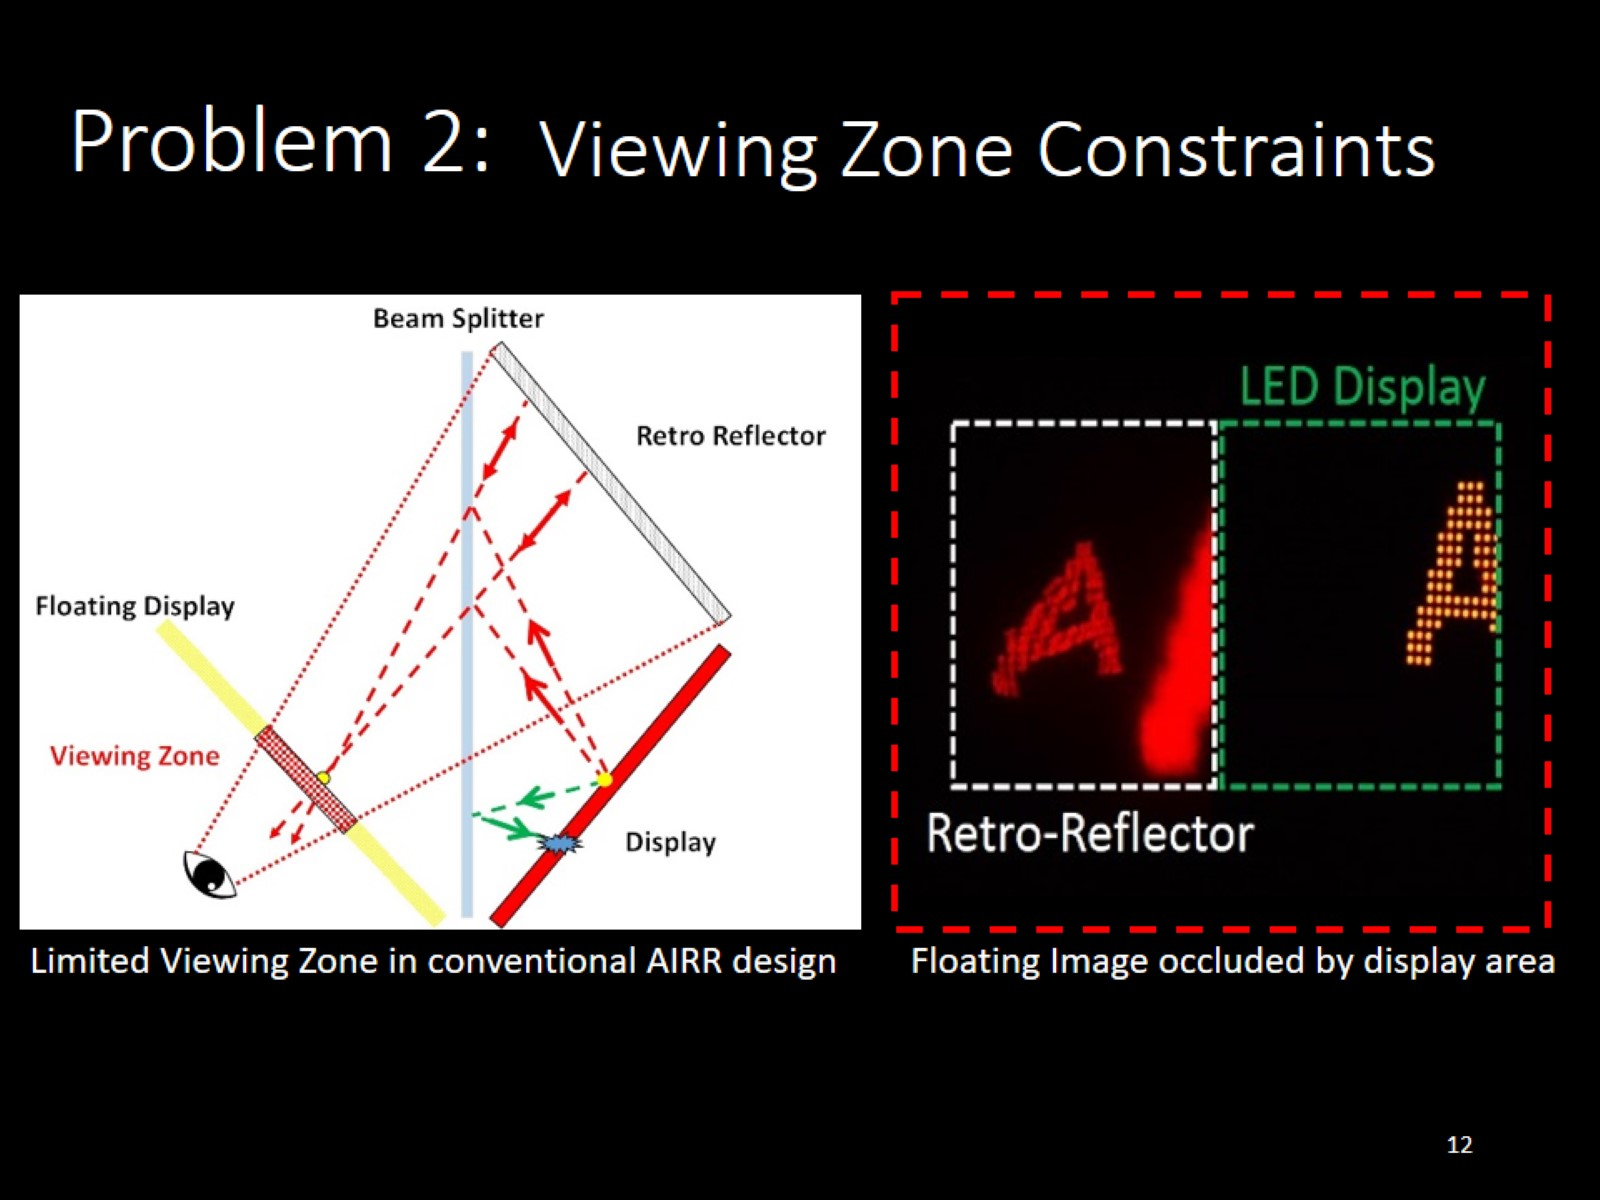 Problem 2: Viewing Zone Constraints
Beam Splitter
Retro Reflector
Floating Display
Viewing Zone
Display
Limited Viewing Zone in conventional AIRR design
LED Display
A
A
Retro-Reflector
Floating Image occluded by display area
12